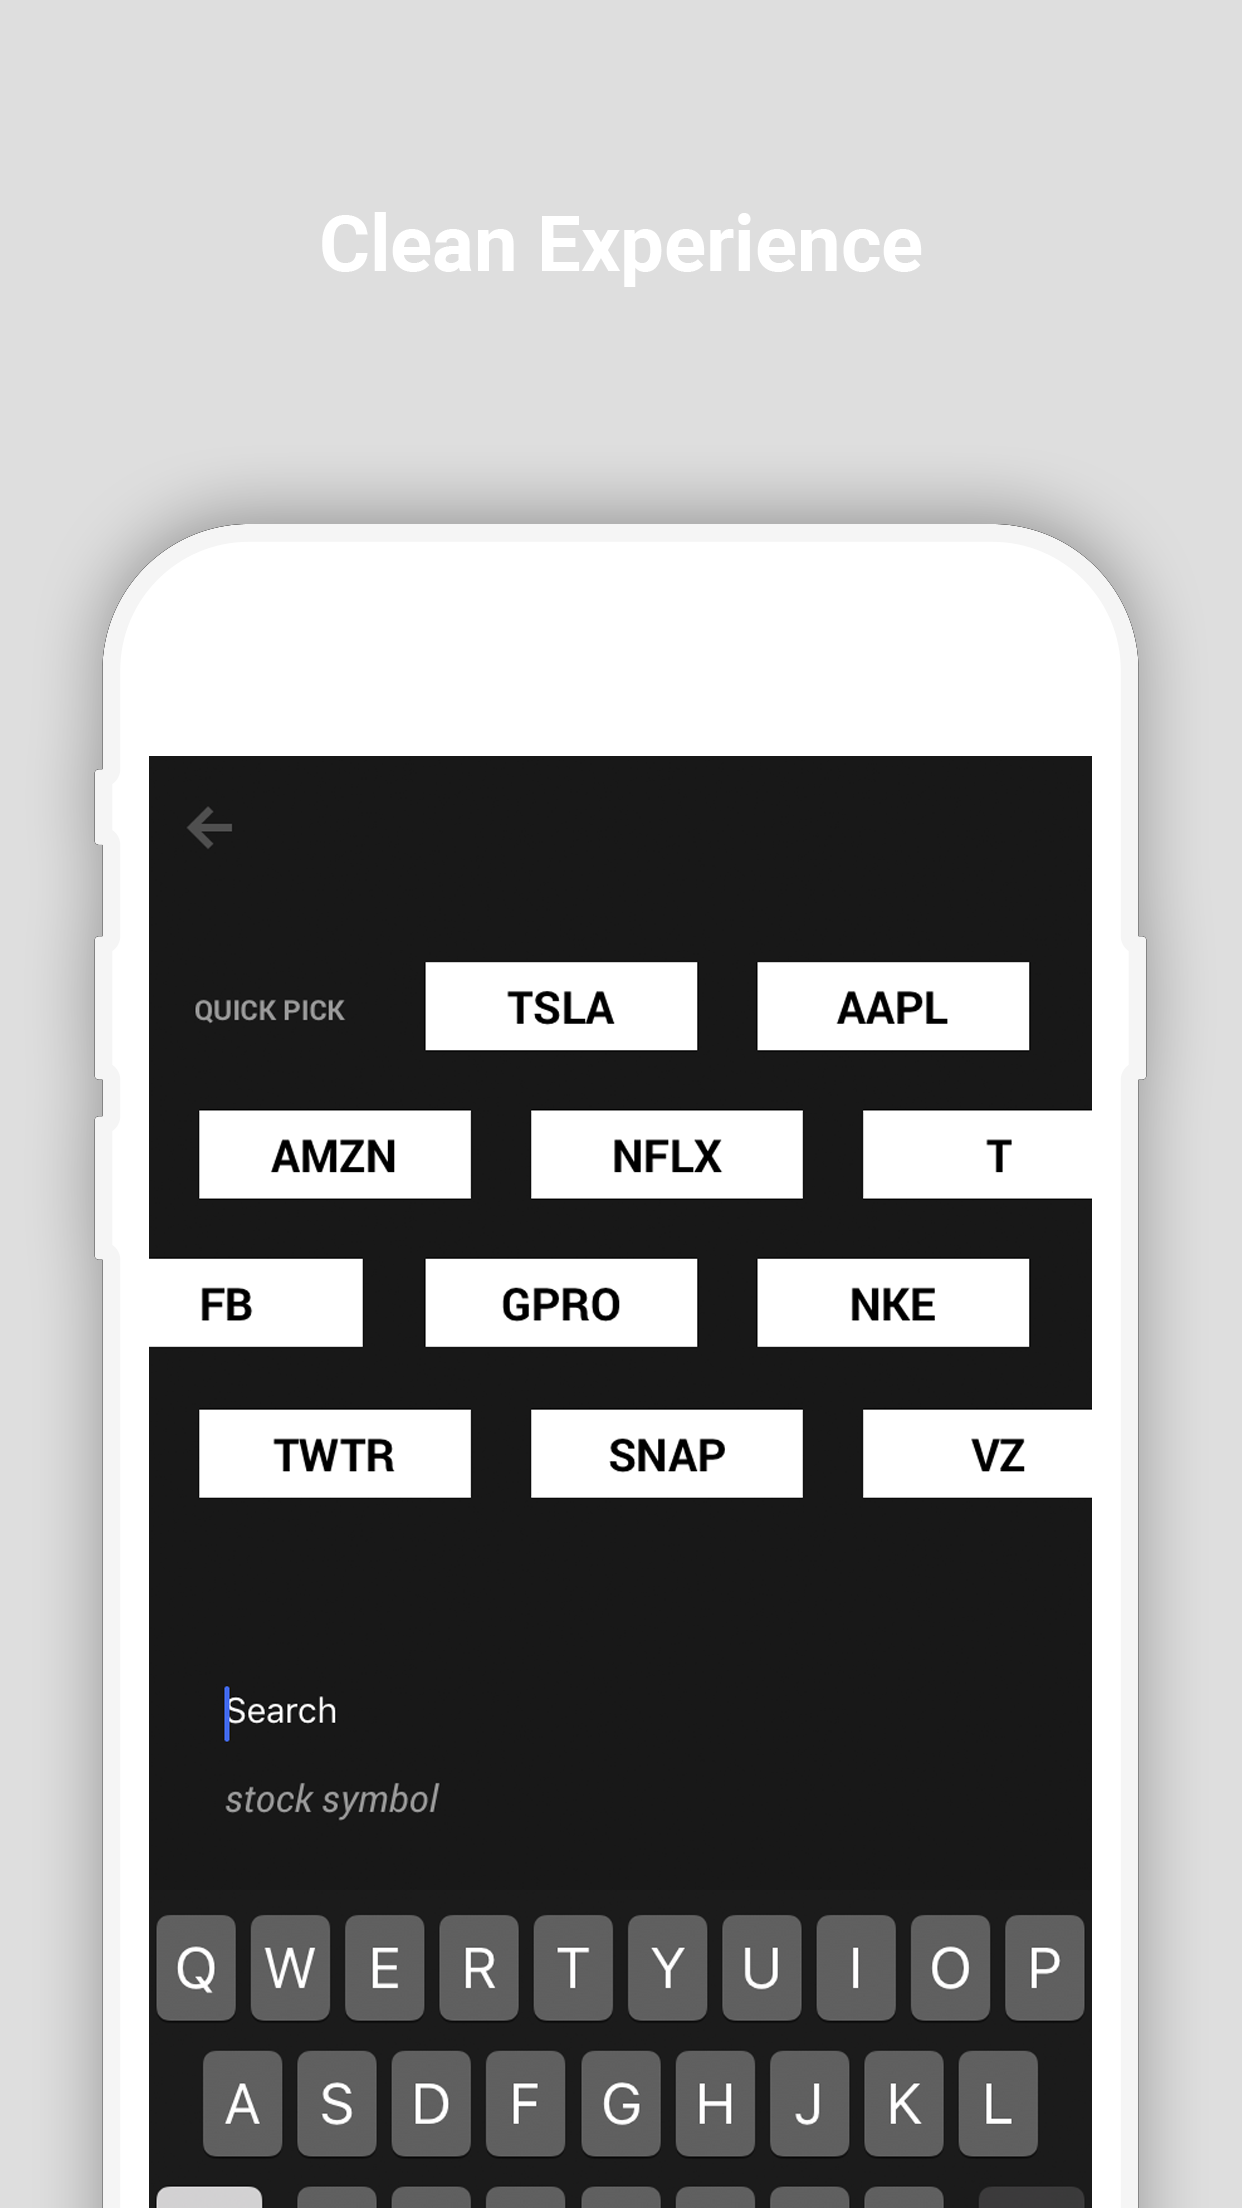 Clean Experience
QUICK PICK TSLA AAPL
AMZN NFLX T
FB GPRO NKE
TWTR SNAP VZ
Search
stock symbol
Q W E R T Y U I O P
A S D F G H J K L